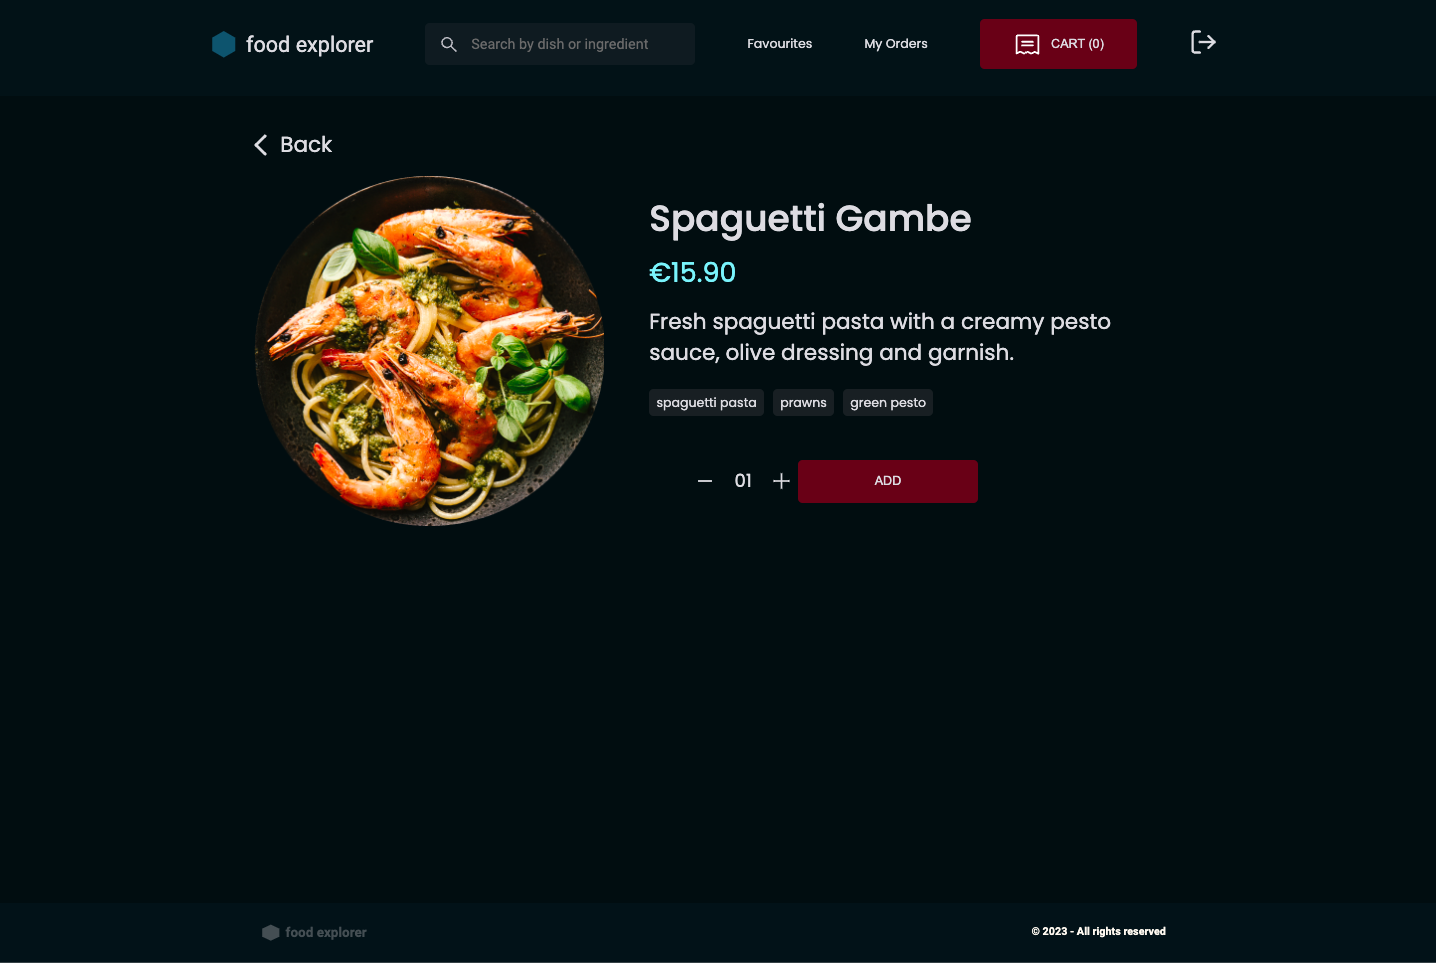 food explorer
Search by dish or ingredient
Favourites
My Orders
CART (0)
Back
Spaguetti Gambe
€15.90
Fresh spaguetti pasta with a creamy pesto
sauce, olive dressing and garnish.
spaguetti pasta prawns green pesto
01
ADD
food explorer
© 2023 - All rights reserved